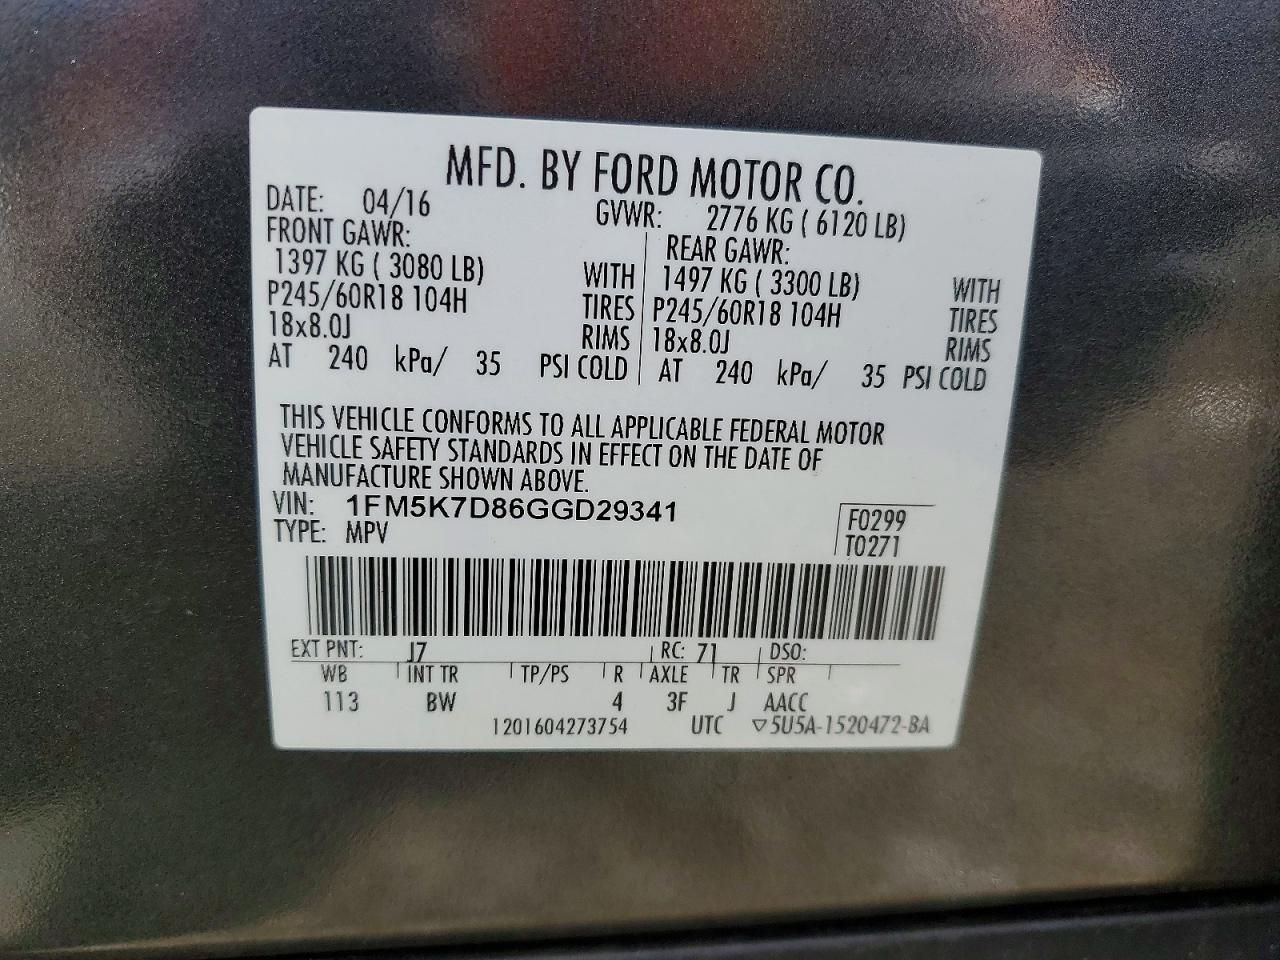 MFD. BY FORD MOTOR CO.
DATE: 04/16 GVWR: 2776 KG ( 6120 LB)
FRONT GAWR: REAR GAWR:
1397 KG ( 3080 LB) WITH 1497 KG ( 3300 LB) WITH
P245/60R18 104H TIRES P245/60R18 104H TIRES
18x8.0J RIMS 18x8.0J RIMS
AT 240 kPa/ 35 PSI COLD AT 240 kPa/ 35 PSI COLD
THIS VEHICLE CONFORMS TO ALL APPLICABLE FEDERAL MOTOR
VEHICLE SAFETY STANDARDS IN EFFECT ON THE DATE OF
MANUFACTURE SHOWN ABOVE.
VIN: 1FM5K7D86GGD29341 F0299
TYPE: MPV T0271
EXT PNT: J7 RC: 71 DSO:
WB INT TR TP/PS R AXLE TR SPR
113 BW 4 3F J AACC
1201604273754 UTC ▽5U5A-1520472-BA